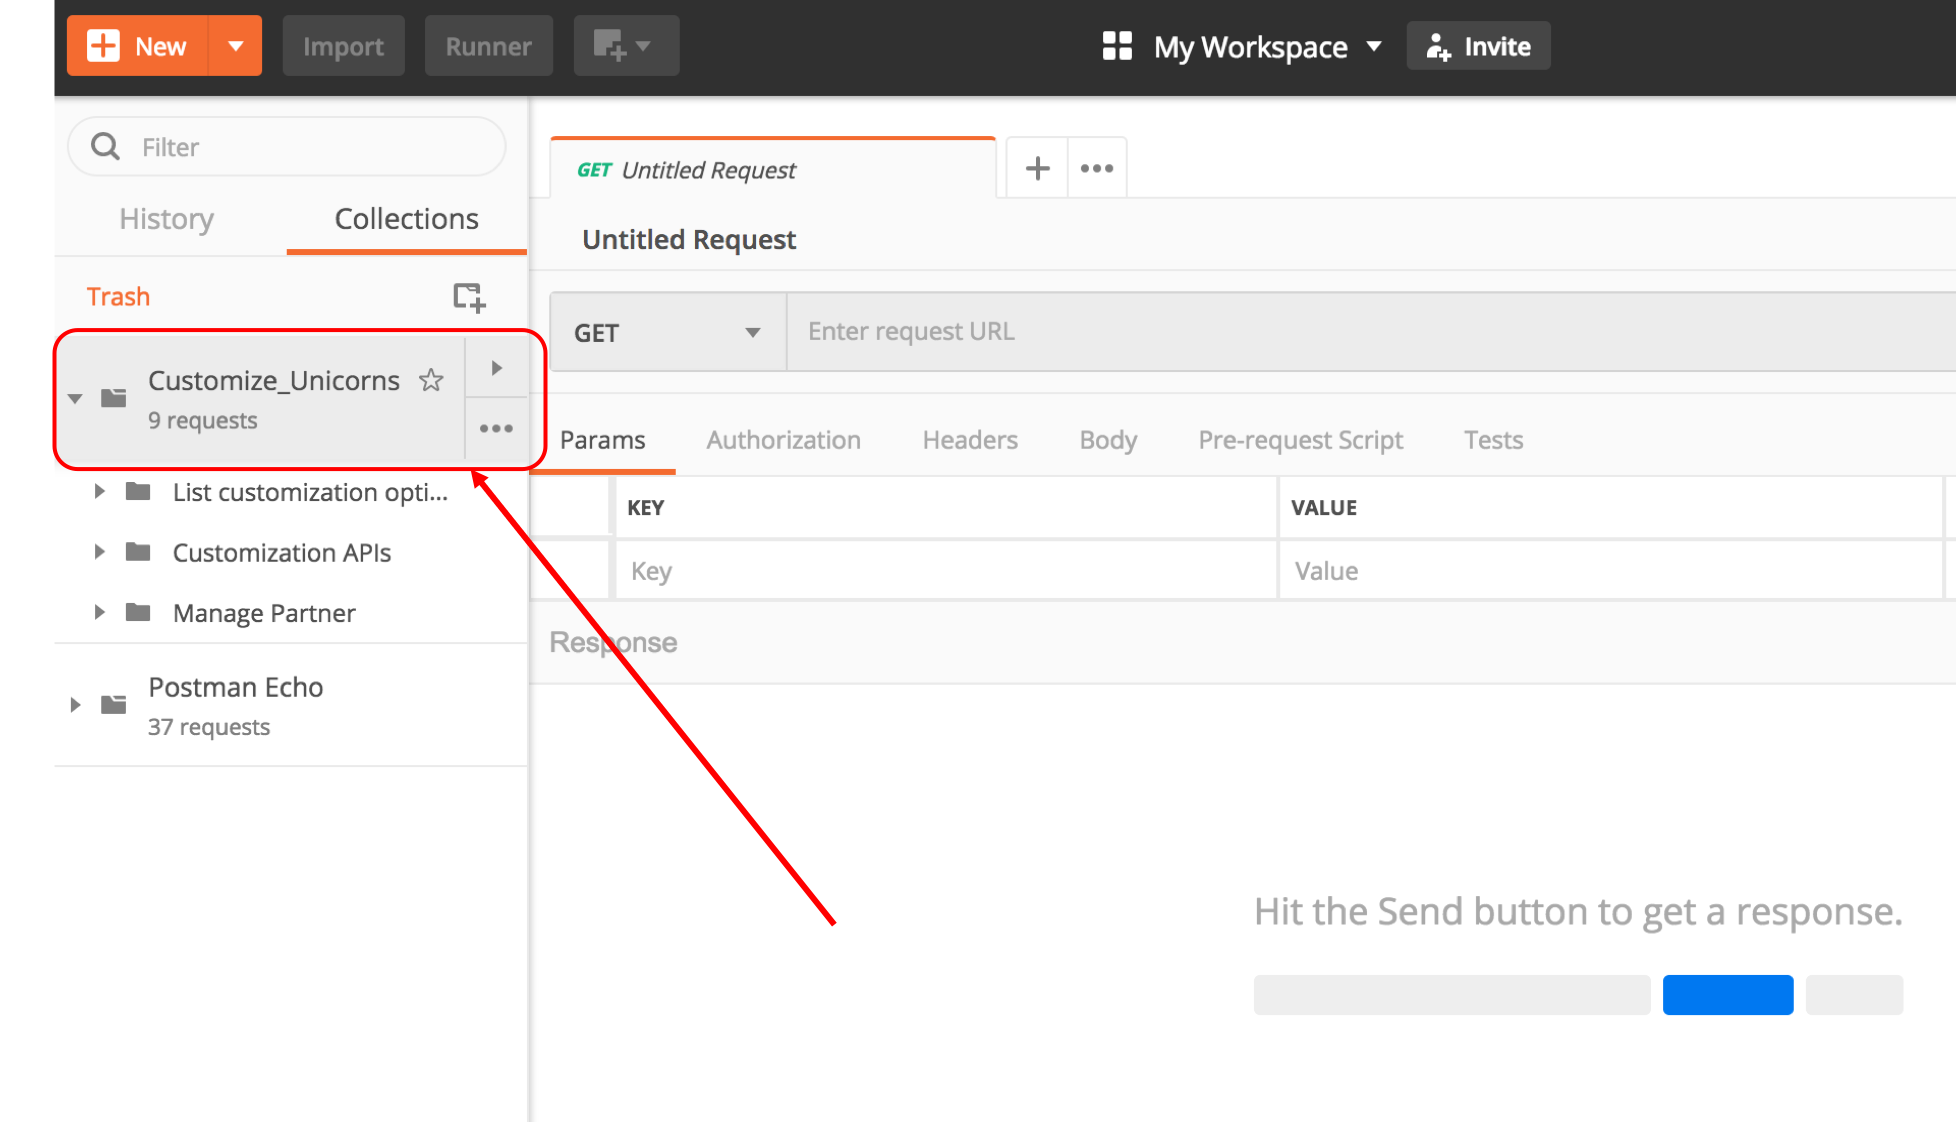 New
Import
Runner
My Workspace
Invite
Filter
History
Collections
Trash
Customize_Unicorns
9 requests
List customization opti...
Customization APIs
Manage Partner
Postman Echo
37 requests
GET Untitled Request
Untitled Request
GET
Enter request URL
Params
Authorization
Headers
Body
Pre-request Script
Tests
KEY
VALUE
Key
Value
Response
Hit the Send button to get a response.